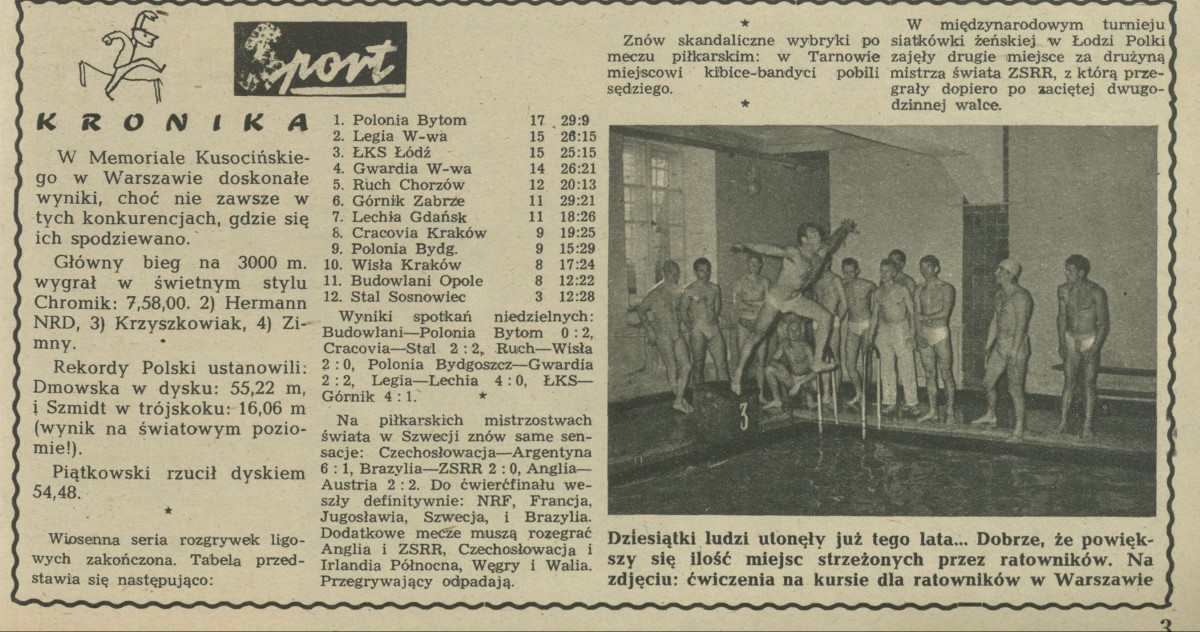 Sport
KRONIKA
W Memoriale Kusocińskie-
go w Warszawie doskonałe
wyniki, choć nie zawsze w
tych konkurencjach, gdzie się
ich spodziewano.
Główny bieg na 3000 m.
wygrał w świetnym stylu
Chromik: 7,58,00. 2) Hermann
NRD, 3) Krzyszkowiak, 4) Zi-
mny.
Rekordy Polski ustanowili:
Dmowska w dysku: 55,22 m,
i Szmidt w trójskoku: 16,06 m
(wynik na światowym pozio-
mie!).
Piątkowski rzucił dyskiem
54,48.
★
Wiosenna seria rozgrywek ligo-
wych zakończona. Tabela przed-
stawia się następująco:
1. Polonia Bytom 17 29:9
2. Legia W-wa 15 26:15
3. ŁKS Łódź 15 25:15
4. Gwardia W-wa 14 26:21
5. Ruch Chorzów 12 20:13
6. Górnik Zabrze 11 29:21
7. Lechia Gdańsk 11 18:26
8. Cracovia Kraków 9 19:25
9. Polonia Bydg. 9 15:29
10. Wisła Kraków 8 17:24
11. Budowlani Opole 8 12:22
12. Stal Sosnowiec 3 12:28
Wyniki spotkań niedzielnych:
Budowlani—Polonia Bytom 0:2,
Cracovia—Stal 2:2, Ruch—Wisła
2:0, Polonia Bydgoszcz—Gwardia
2:2, Legia—Lechia 4:0, ŁKS—
Górnik 4:1. ★
Na piłkarskich mistrzostwach
świata w Szwecji znów same sen-
sacje: Czechosłowacja—Argentyna
6:1, Brazylia—ZSRR 2:0, Anglia—
Austria 2:2. Do ćwierćfinału we-
szły definitywnie: NRF, Francja,
Jugosławia, Szwecja, i Brazylia.
Dodatkowe mecze muszą rozegrać
Anglia i ZSRR, Czechosłowacja i
Irlandia Północna, Węgry i Walia.
Przegrywający odpadają.
★
Znów skandaliczne wybryki po
meczu piłkarskim: w Tarnowie
miejscowi kibice-bandyci pobili
sędziego.
★
W międzynarodowym turnieju
siatkówki żeńskiej w Łodzi Polki
zajęły drugie miejsce za drużyną
mistrza świata ZSRR, z którą prze-
grały dopiero po zaciętej dwugo-
dzinnej walce.
3
Dziesiątki ludzi utonęły już tego lata... Dobrze, że powięk-
szy się ilość miejsc strzeżonych przez ratowników. Na
zdjęciu: ćwiczenia na kursie dla ratowników w Warszawie
3